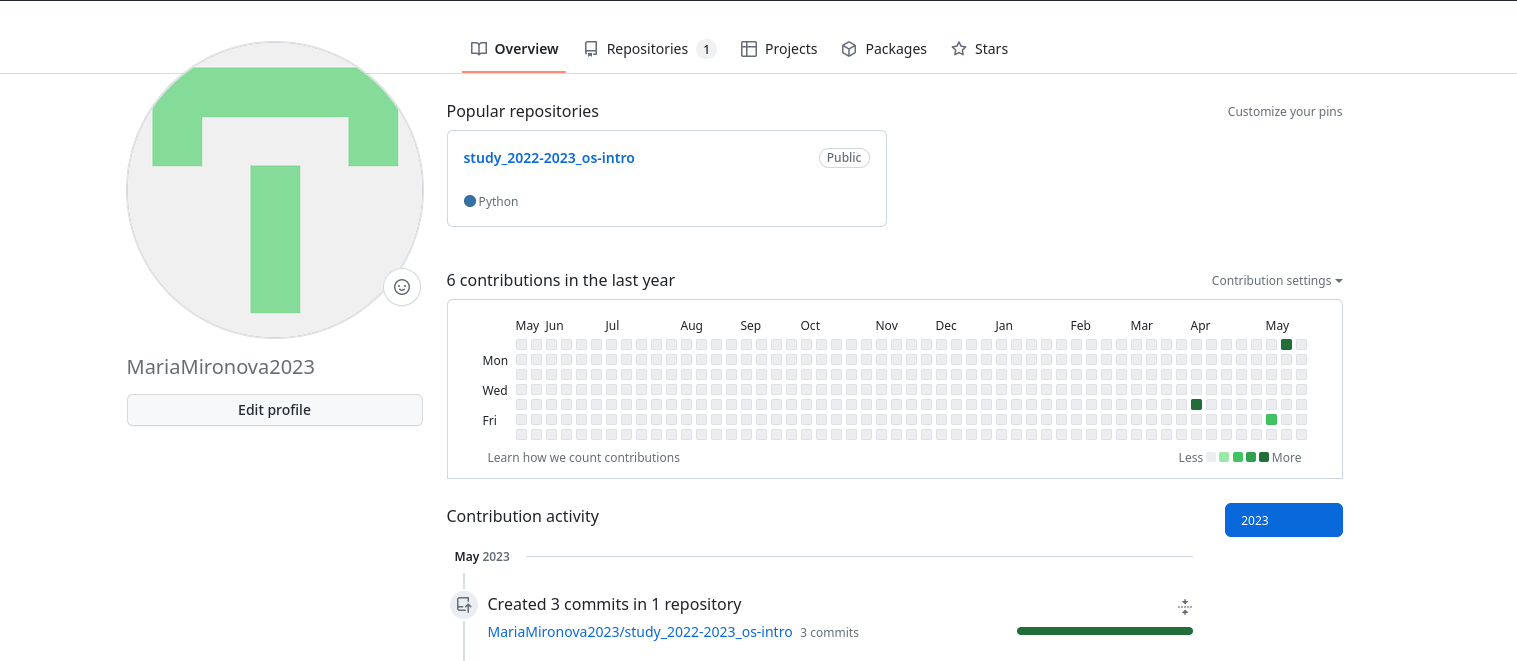 Overview Repositories 1 Projects Packages Stars
Popular repositories Customize your pins
study_2022-2023_os-intro Public
Python
6 contributions in the last year Contribution settings
May Jun Jul Aug Sep Oct Nov Dec Jan Feb Mar Apr May
Mon
Wed
Fri
Learn how we count contributions Less More
MariaMironova2023
Edit profile
Contribution activity 2023
May 2023
Created 3 commits in 1 repository
MariaMironova2023/study_2022-2023_os-intro 3 commits